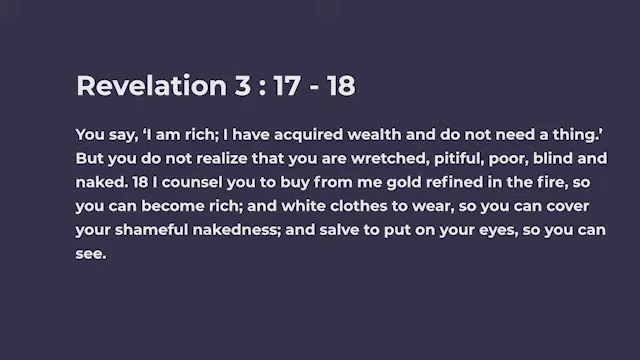 Revelation 3 : 17 - 18
You say, ‘I am rich; I have acquired wealth and do not need a thing.’
But you do not realize that you are wretched, pitiful, poor, blind and
naked. 18 I counsel you to buy from me gold refined in the fire, so
you can become rich; and white clothes to wear, so you can cover
your shameful nakedness; and salve to put on your eyes, so you can
see.